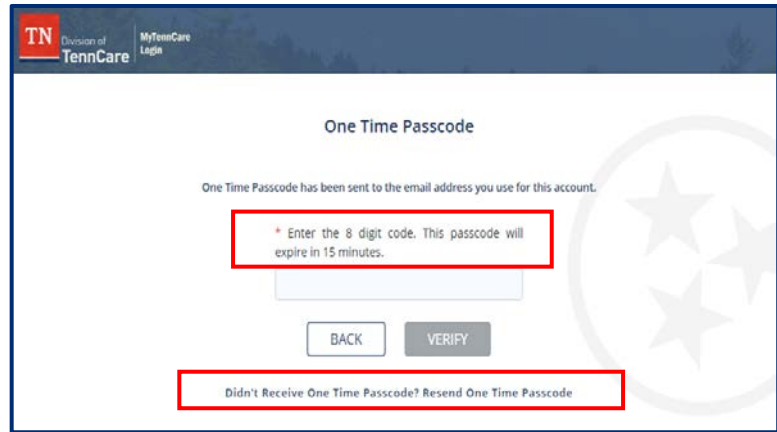 TN Division of TennCare MyTennCare Login
One Time Passcode
One Time Passcode has been sent to the email address you use for this account.
* Enter the 8 digit code. This passcode will
expire in 15 minutes.
BACK VERIFY
Didn't Receive One Time Passcode? Resend One Time Passcode